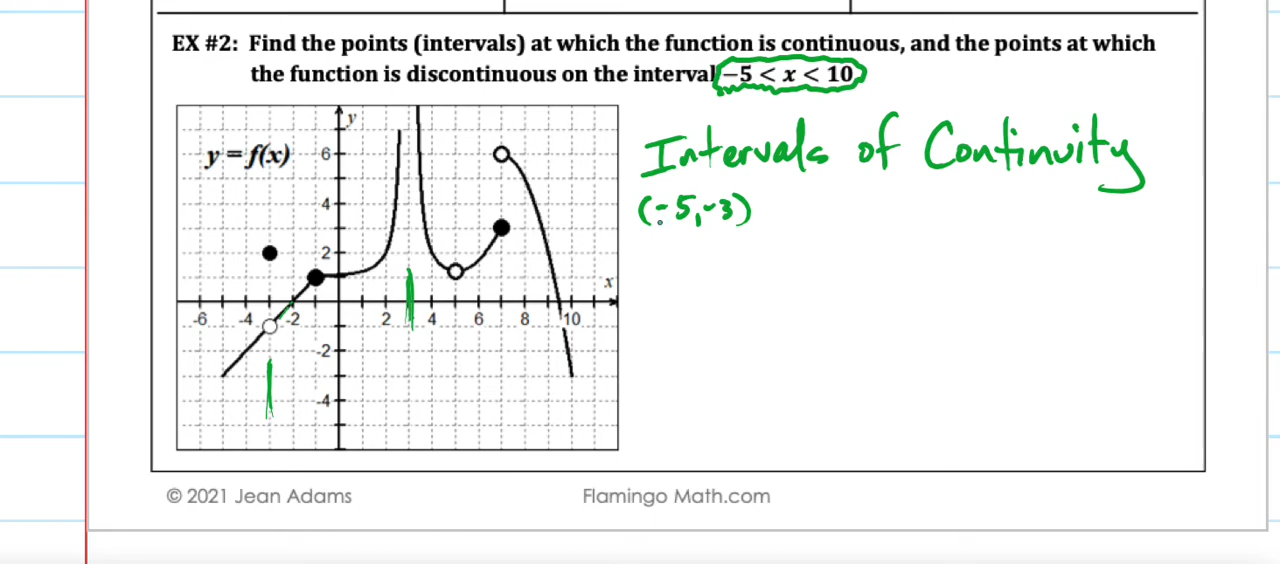 EX #2: Find the points (intervals) at which the function is continuous, and the points at which
the function is discontinuous on the interval −5 < x < 10.
y
y = f(x)
6
4
2
x
-6 -4 -2 2 4 6 8 10
-2
-4
Intervals of Continuity
(-5,-3)
© 2021 Jean Adams
Flamingo Math.com